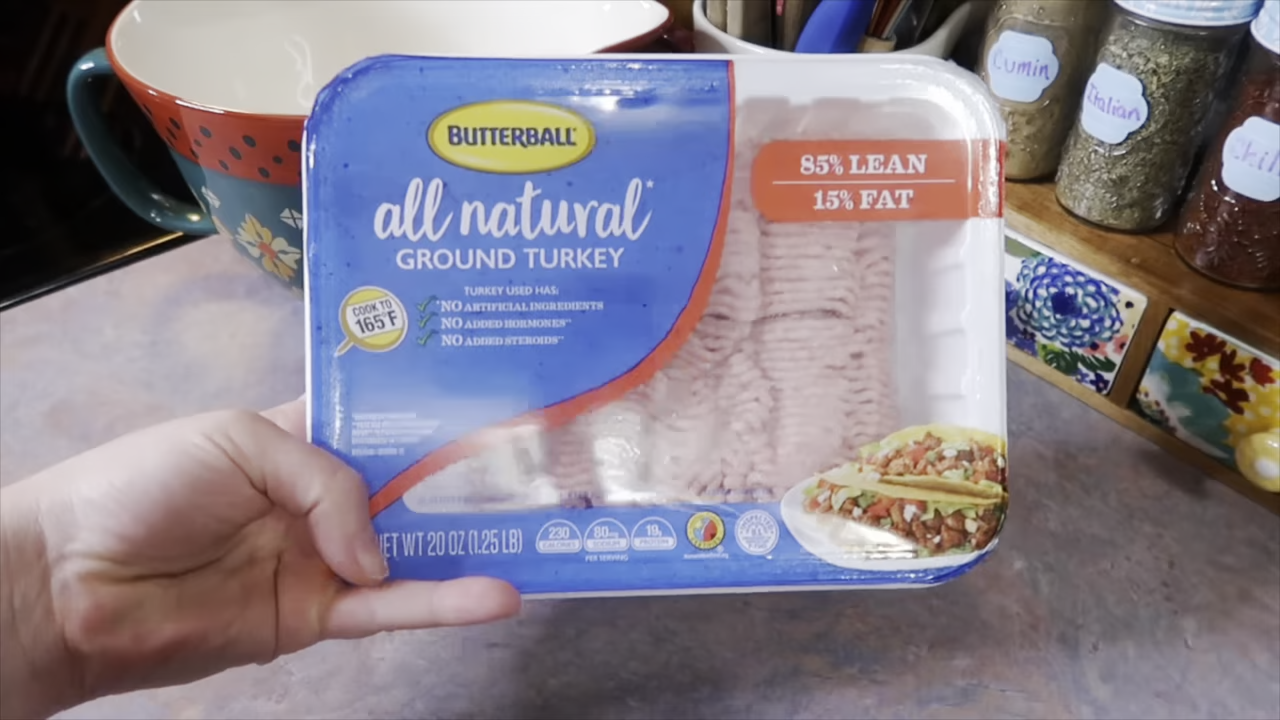 BUTTERBALL
all natural*
GROUND TURKEY
TURKEY USED HAS:
*NO ARTIFICIAL INGREDIENTS
NO ADDED HORMONES**
NO ADDED STEROIDS**
COOK TO
165°F
85% LEAN
15% FAT
ET WT 20 OZ (1.25 LB)
230
CALORIES
80mg
SODIUM
19g
PROTEIN
PER SERVING
Cumin
Italian
Chil